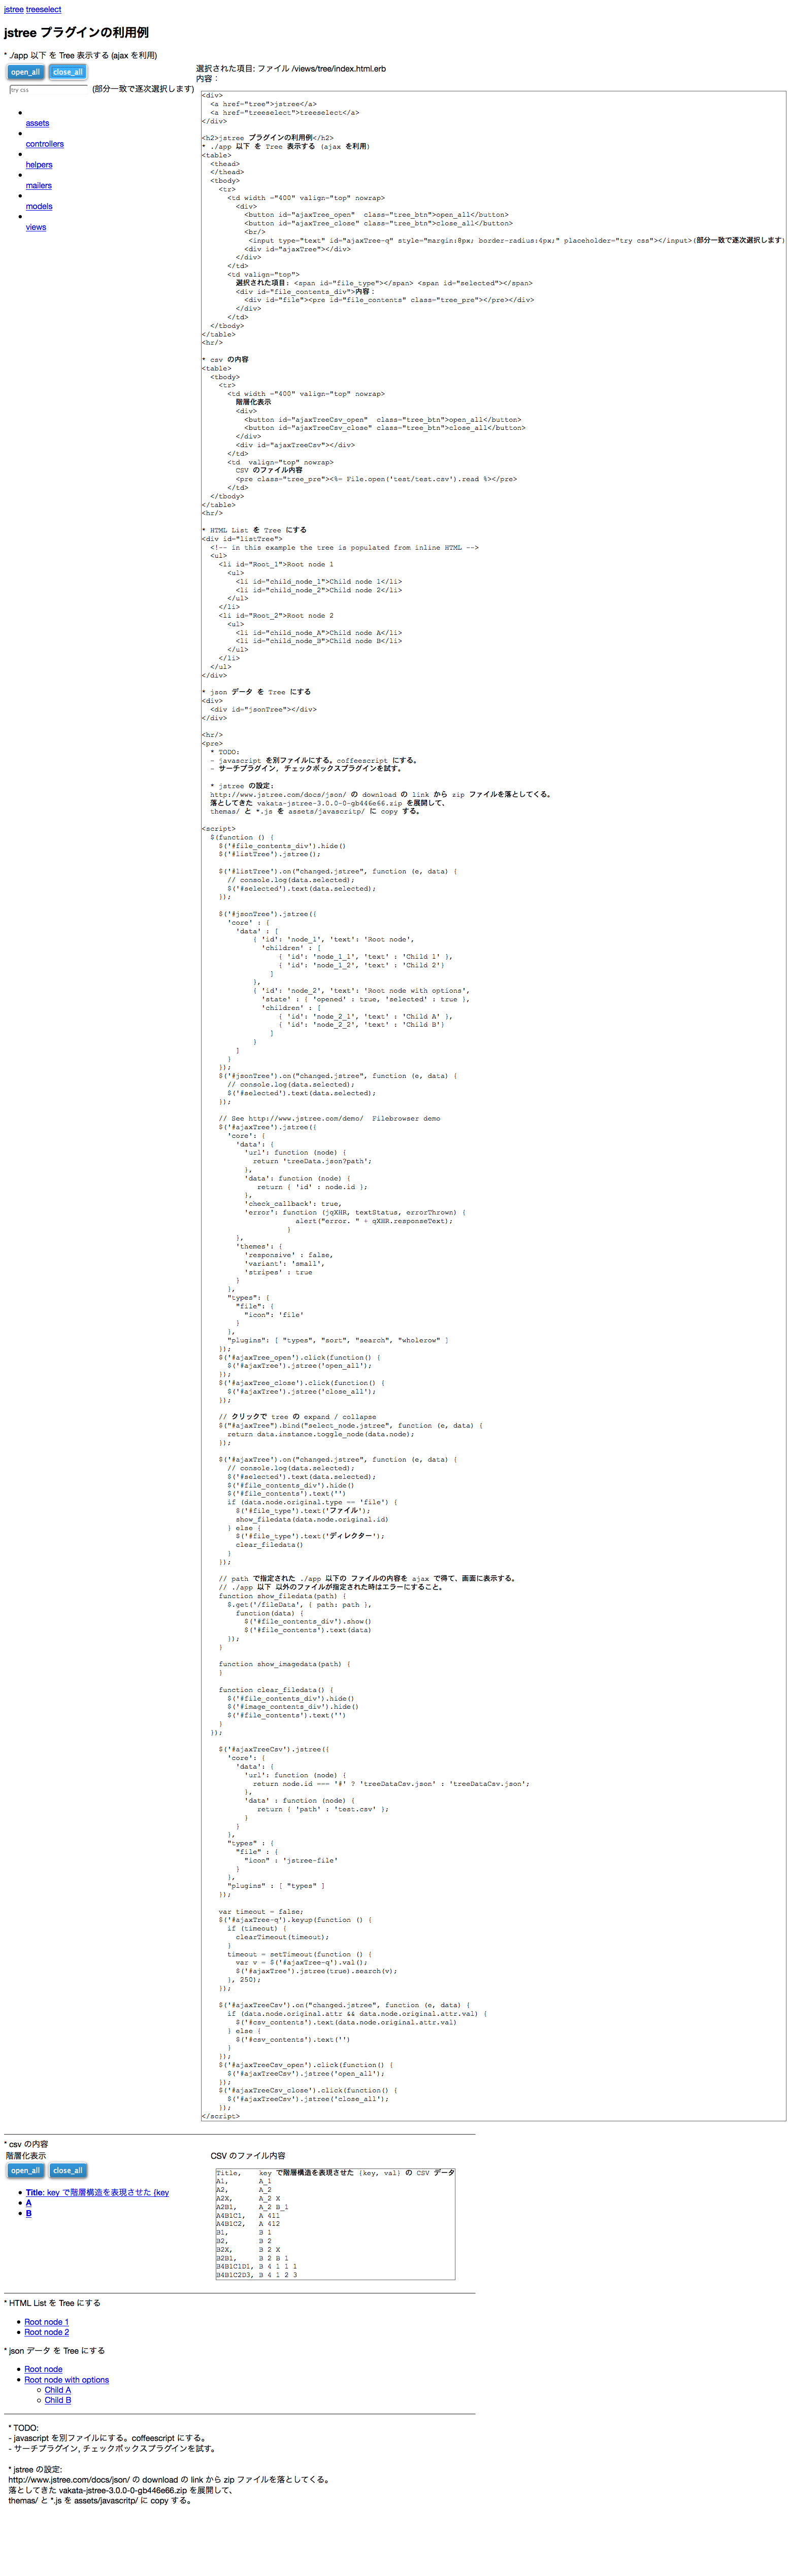 jstree treeselect
jstree プラグインの利用例
* ./app 以下 を Tree 表示する (ajax を利用)
open_all close_all
try css (部分一致で逐次選択します)
assets
controllers
helpers
mailers
models
views
選択された項目: ファイル /views/tree/index.html.erb
内容：
<div>
  <a href="tree">jstree</a>
  <a href="treeselect">treeselect</a>
</div>

<h2>jstree プラグインの利用例</h2>
* ./app 以下 を Tree 表示する (ajax を利用)
<table>
  <thead>
  </thead>
  <tbody>
    <tr>
      <td width ="400" valign="top" nowrap>
        <div>
          <button id="ajaxTree_open"  class="tree_btn">open_all</button>
          <button id="ajaxTree_close" class="tree_btn">close_all</button>
          <br/>
           <input type="text" id="ajaxTree-q" style="margin:8px; border-radius:4px;" placeholder="try css"></input>(部分一致で逐次選択します)
          <div id="ajaxTree"></div>
        </div>
      </td>
      <td valign="top">
        選択された項目: <span id="file_type"></span> <span id="selected"></span>
        <div id="file_contents_div">内容：
          <div id="file"><pre id="file_contents" class="tree_pre"></pre></div>
        </div>
      </td>
  </tbody>
</table>
<hr/>

* csv の内容
<table>
  <tbody>
    <tr>
      <td width ="400" valign="top" nowrap>
        階層化表示
        <div>
          <button id="ajaxTreeCsv_open"  class="tree_btn">open_all</button>
          <button id="ajaxTreeCsv_close" class="tree_btn">close_all</button>
        </div>
        <div id="ajaxTreeCsv"></div>
      </td>
      <td  valign="top" nowrap>
        CSV のファイル内容
        <pre class="tree_pre"><%= File.open('test/test.csv').read %></pre>
      </td>
  </tbody>
</table>
<hr/>

* HTML List を Tree にする
<div id="listTree">
  <!-- in this example the tree is populated from inline HTML -->
  <ul>
    <li id="Root_1">Root node 1
      <ul>
        <li id="child_node_1">Child node 1</li>
        <li id="child_node_2">Child node 2</li>
      </ul>
    </li>
    <li id="Root_2">Root node 2
      <ul>
        <li id="child_node_A">Child node A</li>
        <li id="child_node_B">Child node B</li>
      </ul>
    </li>
  </ul>
</div>

* json データ を Tree にする
<div>
  <div id="jsonTree"></div>
</div>

<hr/>
<pre>
  * TODO:
  - javascript を別ファイルにする。coffeescript にする。
  - サーチプラグイン, チェックボックスプラグインを試す。

  * jstree の設定:
  http://www.jstree.com/docs/json/ の download の link から zip ファイルを落としてくる。
  落としてきた vakata-jstree-3.0.0-0-gb446e66.zip を展開して、
  themas/ と *.js を assets/javascritp/ に copy する。

<script>
  $(function () {
    $('#file_contents_div').hide()
    $('#listTree').jstree();

    $('#listTree').on("changed.jstree", function (e, data) {
      // console.log(data.selected);
      $('#selected').text(data.selected);
    });

    $('#jsonTree').jstree({
      'core' : {
        'data' : [
            { 'id': 'node_1', 'text': 'Root node',
              'children' : [
                  { 'id': 'node_1_1', 'text' : 'Child 1' },
                  { 'id': 'node_1_2', 'text' : 'Child 2'}
                ]
            },
            { 'id': 'node_2', 'text': 'Root node with options',
              'state' : { 'opened' : true, 'selected' : true },
              'children' : [
                  { 'id': 'node_2_1', 'text' : 'Child A' },
                  { 'id': 'node_2_2', 'text' : 'Child B'}
                ]
            }
        ]
      }
    });
    $('#jsonTree').on("changed.jstree", function (e, data) {
      // console.log(data.selected);
      $('#selected').text(data.selected);
    });

    // See http://www.jstree.com/demo/  Filebrowser demo
    $('#ajaxTree').jstree({
      'core': {
        'data': {
          'url': function (node) {
            return 'treeData.json?path';
          },
          'data': function (node) {
             return { 'id' : node.id };
          },
          'check_callback': true,
          'error': function (jqXHR, textStatus, errorThrown) {
                      alert("error. " + qXHR.responseText);
                    }
        },
        'themes': {
          'responsive' : false,
          'variant': 'small',
          'stripes' : true
        }
      },
      "types": {
        "file": {
          "icon": 'file'
        }
      },
      "plugins": [ "types", "sort", "search", "wholerow" ]
    });
    $('#ajaxTree_open').click(function() {
      $('#ajaxTree').jstree('open_all');
    });
    $('#ajaxTree_close').click(function() {
      $('#ajaxTree').jstree('close_all');
    });

    // クリックで tree の expand / collapse
    $("#ajaxTree").bind("select_node.jstree", function (e, data) {
      return data.instance.toggle_node(data.node);
    });

    $('#ajaxTree').on("changed.jstree", function (e, data) {
      // console.log(data.selected);
      $('#selected').text(data.selected);
      $('#file_contents_div').hide()
      $('#file_contents').text('')
      if (data.node.original.type == 'file') {
        $('#file_type').text('ファイル');
        show_filedata(data.node.original.id)
      } else {
        $('#file_type').text('ディレクター');
        clear_filedata()
      }
    });

    // path で指定された ./app 以下の ファイルの内容を ajax で得て、画面に表示する。
    // ./app 以下 以外のファイルが指定された時はエラーにすること。
    function show_filedata(path) {
      $.get('/fileData', { path: path },
        function(data) {
          $('#file_contents_div').show()
          $('#file_contents').text(data)
      });
    }

    function show_imagedata(path) {
    }

    function clear_filedata() {
      $('#file_contents_div').hide()
      $('#image_contents_div').hide()
      $('#file_contents').text('')
    }
  });

    $('#ajaxTreeCsv').jstree({
      'core': {
        'data': {
          'url': function (node) {
            return node.id === '#' ? 'treeDataCsv.json' : 'treeDataCsv.json';
          },
          'data' : function (node) {
             return { 'path' : 'test.csv' };
          }
        }
      },
      "types" : {
        "file" : {
          "icon" : 'jstree-file'
        }
      },
      "plugins" : [ "types" ]
    });

    var timeout = false;
    $('#ajaxTree-q').keyup(function () {
      if (timeout) {
        clearTimeout(timeout);
      }
      timeout = setTimeout(function () {
        var v = $('#ajaxTree-q').val();
        $('#ajaxTree').jstree(true).search(v);
      }, 250);
    });

    $('#ajaxTreeCsv').on("changed.jstree", function (e, data) {
      if (data.node.original.attr && data.node.original.attr.val) {
        $('#csv_contents').text(data.node.original.attr.val)
      } else {
        $('#csv_contents').text('')
      }
    });
    $('#ajaxTreeCsv_open').click(function() {
      $('#ajaxTreeCsv').jstree('open_all');
    });
    $('#ajaxTreeCsv_close').click(function() {
      $('#ajaxTreeCsv').jstree('close_all');
    });
</script>
* csv の内容
階層化表示
open_all close_all
Title: key で階層構造を表現させた {key
A
B
CSV のファイル内容
Title,    key で階層構造を表現させた {key, val} の CSV データ
A1,       A_1
A2,       A_2
A2X,      A_2 X
A2B1,     A_2 B_1
A4B1C1,   A 411
A4B1C2,   A 412
B1,       B 1
B2,       B 2
B2X,      B 2 X
B2B1,     B 2 B 1
B4B1C1D1, B 4 1 1 1
B4B1C2D3, B 4 1 2 3
* HTML List を Tree にする
Root node 1
Root node 2
* json データ を Tree にする
Root node
Root node with options
Child A
Child B
* TODO:
- javascript を別ファイルにする。coffeescript にする。
- サーチプラグイン, チェックボックスプラグインを試す。

* jstree の設定:
http://www.jstree.com/docs/json/ の download の link から zip ファイルを落としてくる。
落としてきた vakata-jstree-3.0.0-0-gb446e66.zip を展開して、
themas/ と *.js を assets/javascritp/ に copy する。